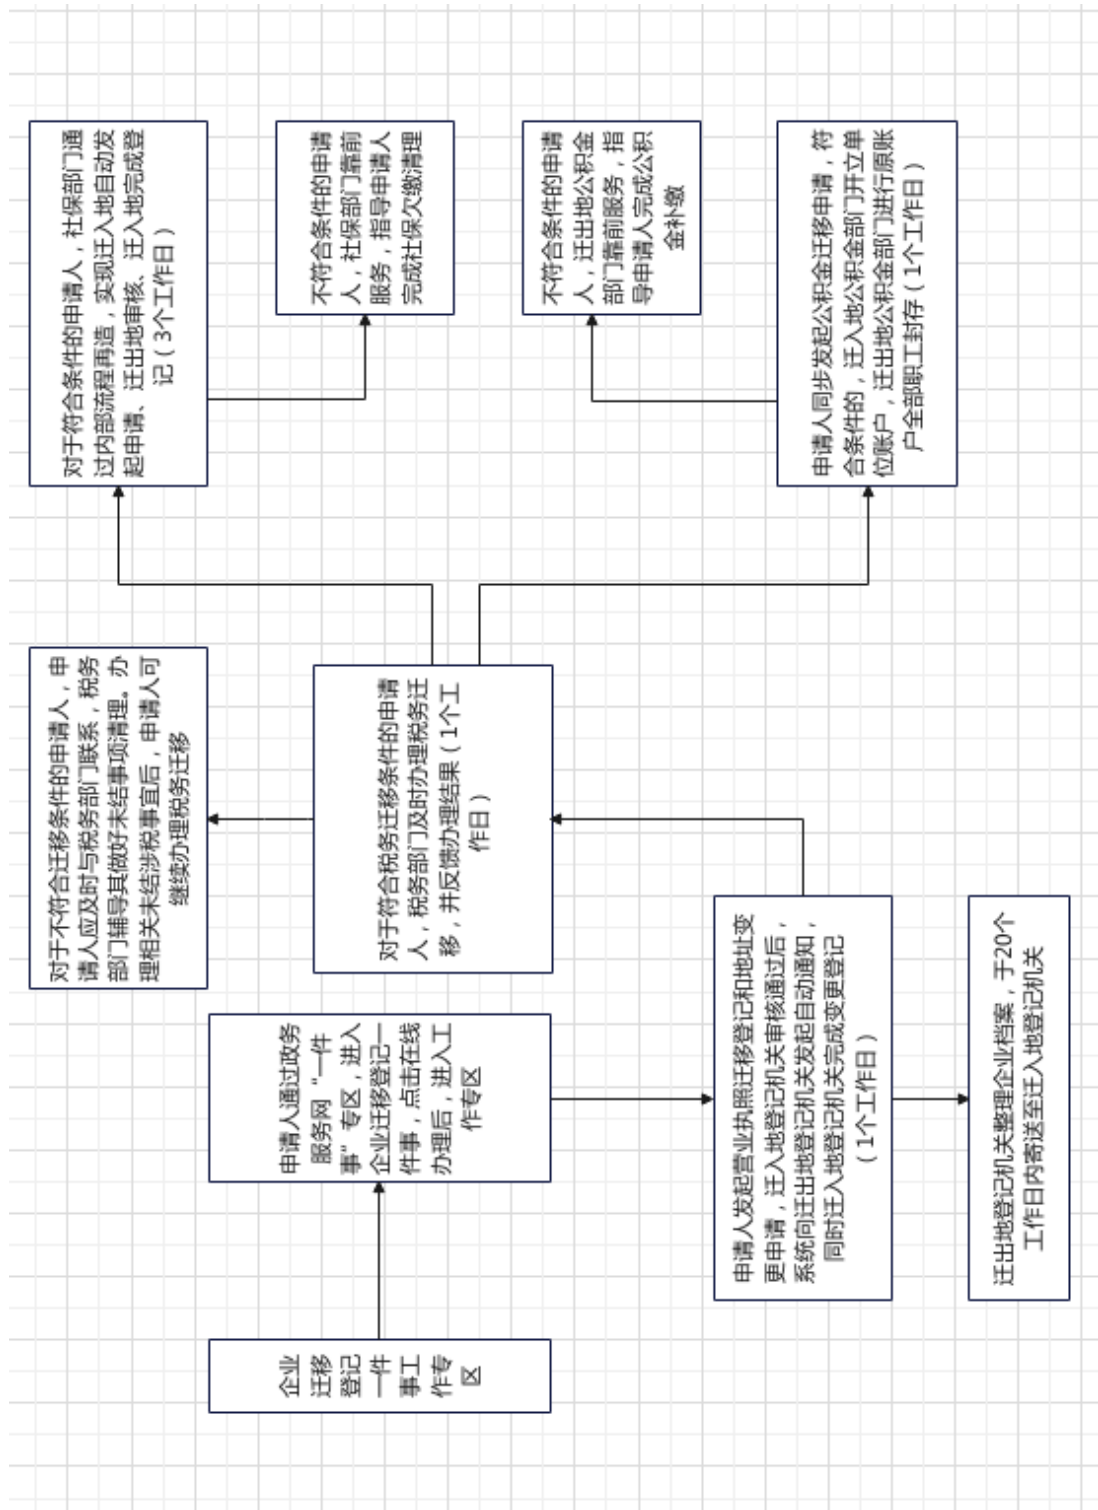 企业
迁移
登记
一件
事工
作专
区
申请人通过政务
服务网“一件
事”专区，进入
企业迁移登记一
件事，点击在线
办理后，进入工
作专区
申请人发起营业执照迁移登记和地址变
更申请，迁入地登记机关审核通过后，
系统向迁出地登记机关发起自动通知，
同时迁入地登记机关完成变更登记
（1个工作日）
迁出地登记机关整理企业档案，于20个
工作日内寄送至迁入地登记机关
对于符合税务迁移条件的申请
人，税务部门及时办理税务迁
移，并反馈办理结果（1个工
作日）
对于不符合迁移条件的申请人，申
请人应及时与税务部门联系，税务
部门辅导其做好未结事项清理。办
理相关未结涉税事宜后，申请人可
继续办理税务迁移
对于符合条件的申请人，社保部门通
过内部流程再造，实现迁入地自动发
起申请、迁出地审核、迁入地完成登
记（3个工作日）
不符合条件的申请
人，社保部门靠前
服务，指导申请人
完成社保欠缴清理
不符合条件的申请
人，迁出地公积金
部门靠前服务，指
导申请人完成公积
金补缴
申请人同步发起公积金迁移申请，符
合条件的，迁入地公积金部门开立单
位账户，迁出地公积金部门进行原账
户全部职工封存（1个工作日）